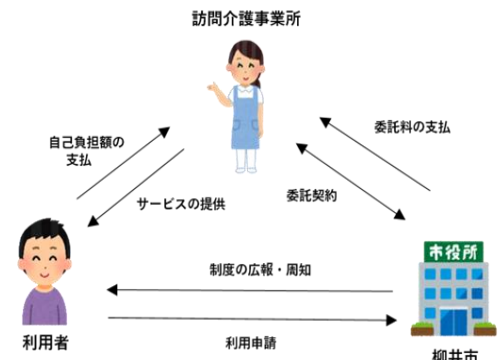 訪問介護事業所
自己負担額の
支払
委託料の支払
サービスの提供
委託契約
市役所
制度の広報・周知
利用者
利用申請
柳井市